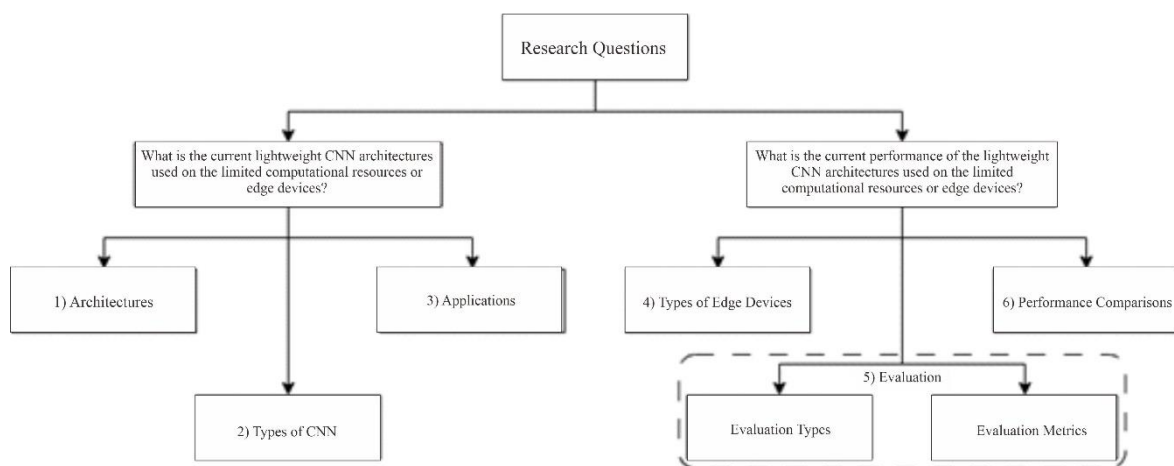 Research Questions
What is the current lightweight CNN architectures
used on the limited computational resources or
edge devices?
What is the current performance of the lightweight
CNN architectures used on the limited
computational resources or edge devices?
1) Architectures
3) Applications
4) Types of Edge Devices
6) Performance Comparisons
5) Evaluation
2) Types of CNN
Evaluation Types
Evaluation Metrics